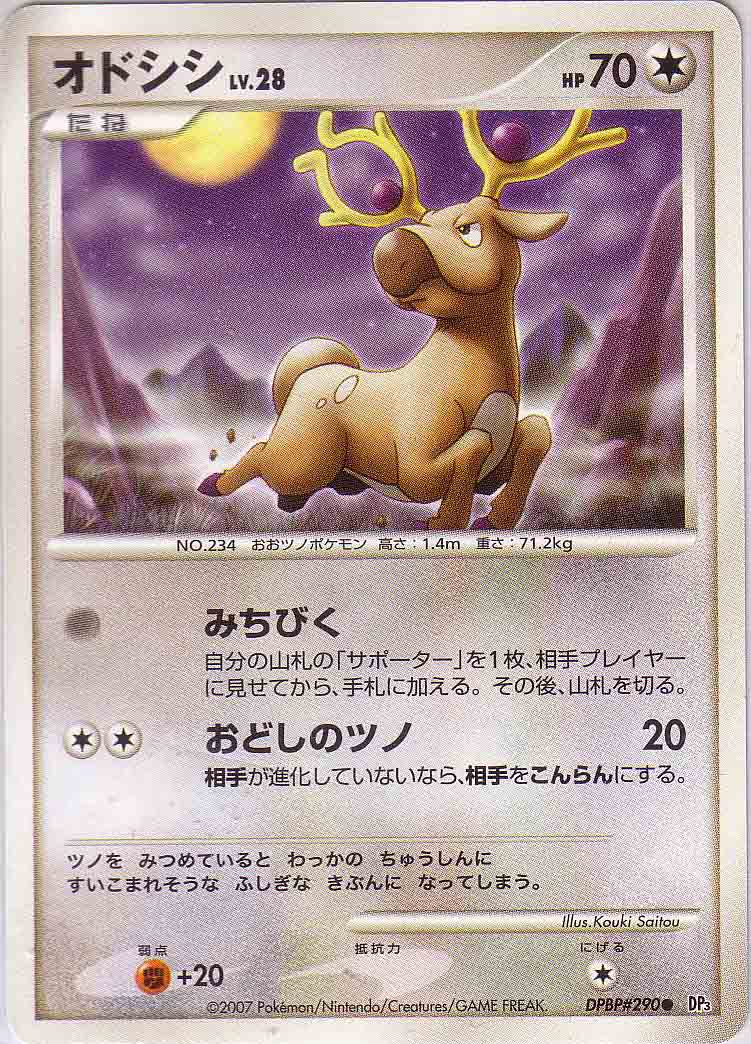 オドシシ LV.28 HP 70
たね
NO.234 おおツノポケモン 高さ:1.4m 重さ:71.2kg
みちびく
自分の山札の「サポーター」を1枚、相手プレイヤー
に見せてから、手札に加える。その後、山札を切る。
おどしのツノ 20
相手が進化していないなら、相手をこんらんにする。
ツノを みつめていると わっかの ちゅうしんに
すいこまれそうな ふしぎな きぶんに なってしまう。
Illus.Kouki Saitou
弱点 抵抗力 にげる
+20
©2007 Pokémon/Nintendo/Creatures/GAME FREAK. DPBP#290● DP3